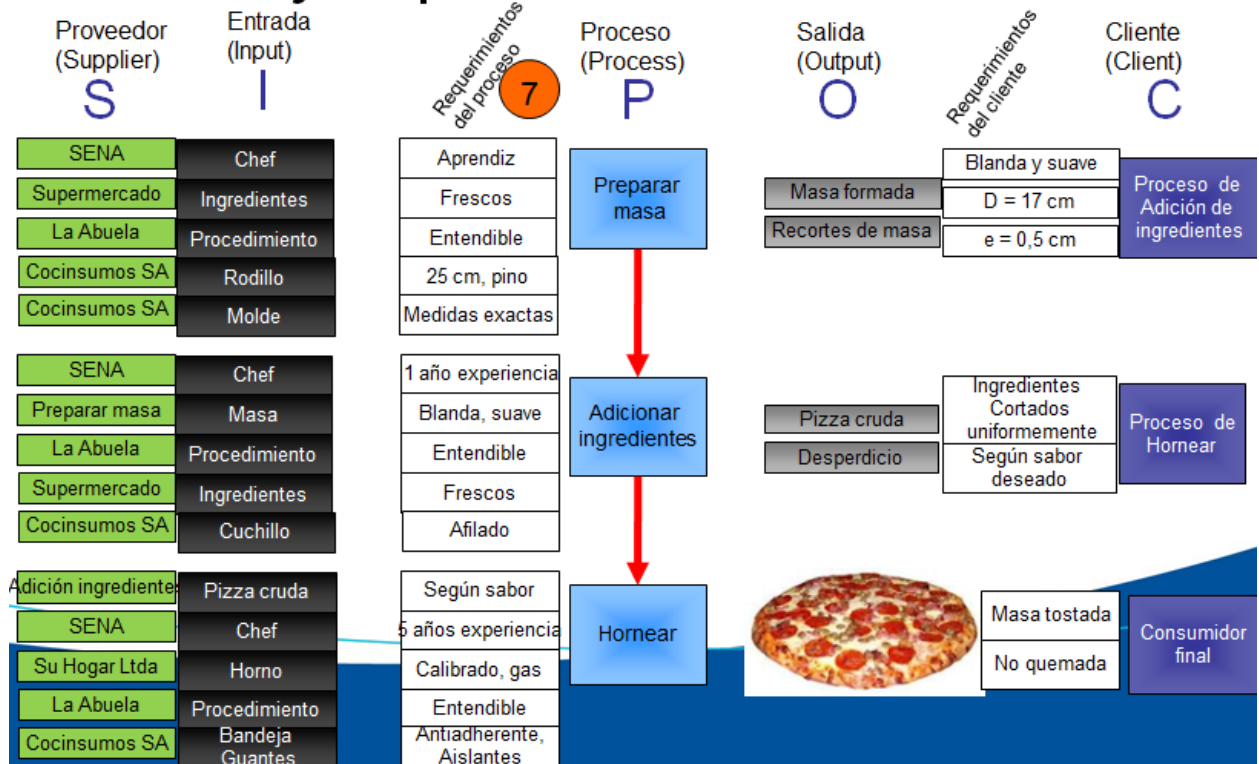 Proveedor
(Supplier)
S
Entrada
(Input)
I
Requerimientos
del proceso
7
Proceso
(Process)
P
Salida
(Output)
O
Requerimientos
del cliente
Cliente
(Client)
C
SENA
Chef
Aprendiz
Supermercado
Ingredientes
Frescos
La Abuela
Procedimiento
Entendible
Cocinsumos SA
Rodillo
25 cm, pino
Cocinsumos SA
Molde
Medidas exactas
Preparar
masa
Masa formada
Recortes de masa
Blanda y suave
D = 17 cm
e = 0,5 cm
Proceso de
Adición de
ingredientes
SENA
Chef
1 año experiencia
Preparar masa
Masa
Blanda, suave
La Abuela
Procedimiento
Entendible
Supermercado
Ingredientes
Frescos
Cocinsumos SA
Cuchillo
Afilado
Adicionar
ingredientes
Pizza cruda
Desperdicio
Ingredientes
Cortados
uniformemente
Según sabor
deseado
Proceso de
Hornear
Adición ingredientes
Pizza cruda
Según sabor
SENA
Chef
5 años experiencia
Su Hogar Ltda
Horno
Calibrado, gas
La Abuela
Procedimiento
Entendible
Cocinsumos SA
Bandeja
Guantes
Antiadherente,
Aislantes
Hornear
Masa tostada
No quemada
Consumidor
final